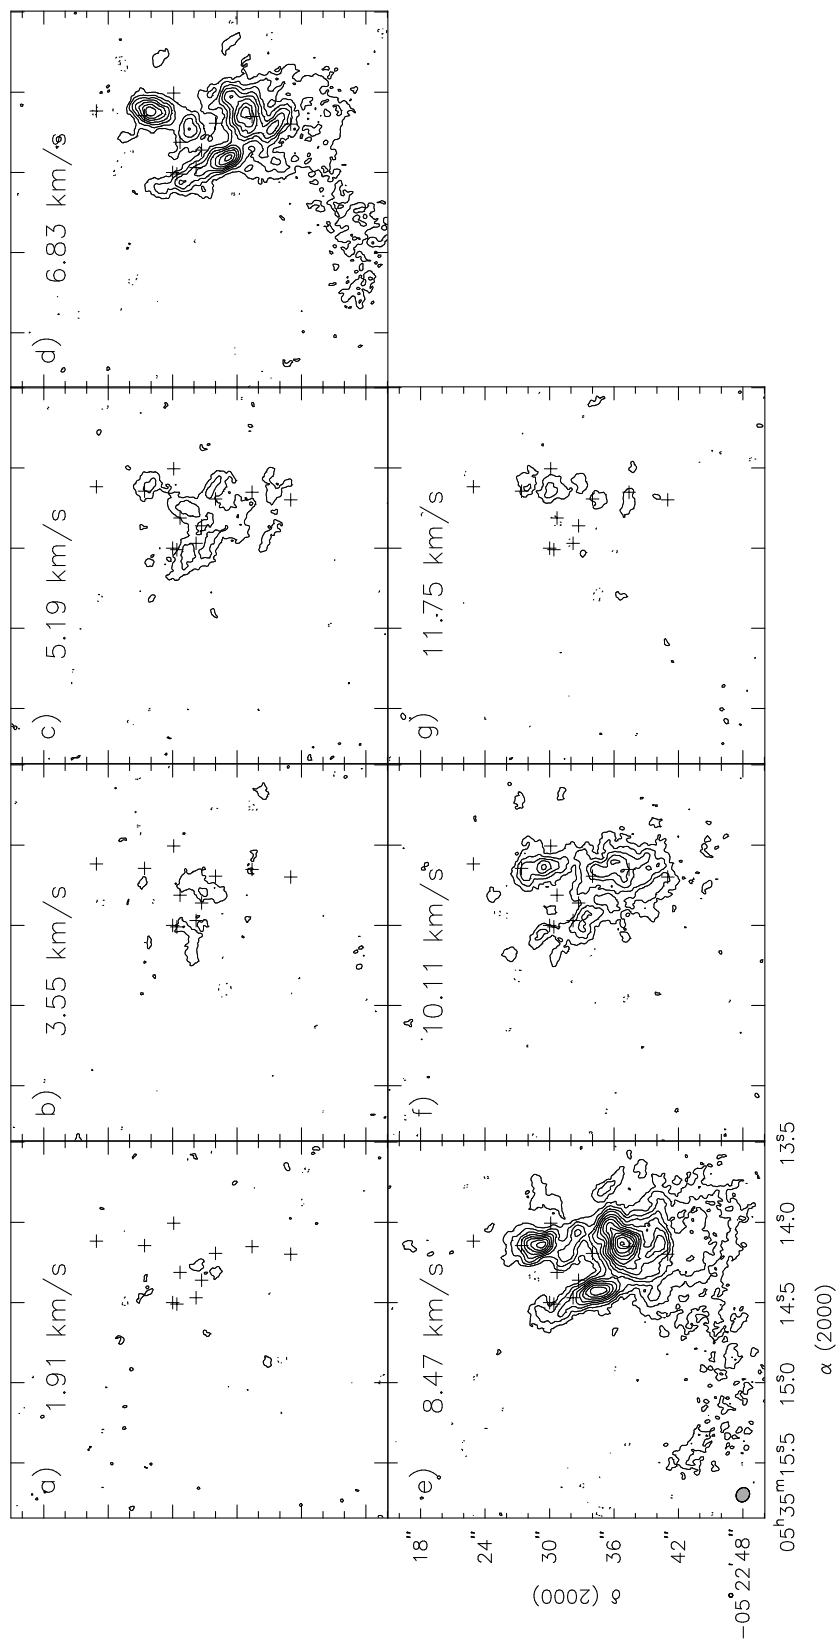 a) 1.91 km/s
b) 3.55 km/s
c) 5.19 km/s
d) 6.83 km/s
e) 8.47 km/s
f) 10.11 km/s
g) 11.75 km/s
18"
24"
30"
36"
42"
−05°22'48"
δ (2000)
05ʰ35ᵐ15ˢ.5 15ˢ.0 14ˢ.5 14ˢ.0 13ˢ.5
α (2000)